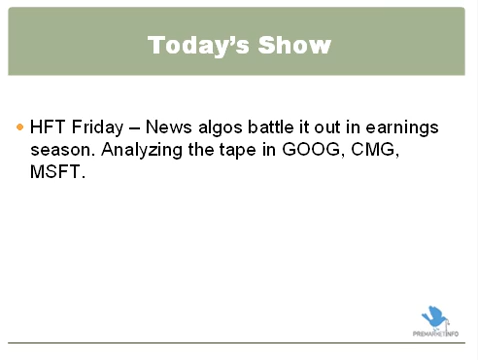 Today's Show
HFT Friday – News algos battle it out in earnings
season. Analyzing the tape in GOOG, CMG,
MSFT.
PREMARKETINFO